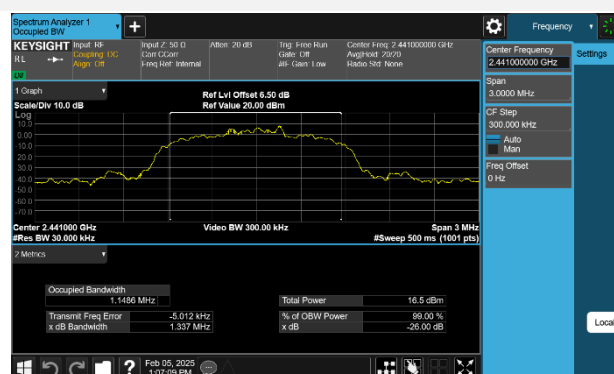 Spectrum Analyzer 1
Occupied BW
+
Frequency
KEYSIGHT
RL
Input: RF
Coupling: DC
Align: Off
Input Z: 50 Ω
Corr CCorr
Freq Ref: Internal
Atten: 20 dB
Trig: Free Run
Gate: Off
#IF Gain: Low
Center Freq: 2.441000000 GHz
Avg|Hold: 20/20
Radio Std: None
Center Frequency
2.441000000 GHz
Settings
Span
3.0000 MHz
CF Step
300.000 kHz
Auto
Man
Freq Offset
0 Hz
Local
1 Graph
Scale/Div 10.0 dB
Ref Lvl Offset 6.50 dB
Ref Value 20.00 dBm
Log
10.0
0.00
-10.0
-20.0
-30.0
-40.0
-50.0
-60.0
-70.0
Center 2.441000 GHz
#Res BW 30.000 kHz
Video BW 300.00 kHz
Span 3 MHz
#Sweep 500 ms (1001 pts)
2 Metrics
Occupied Bandwidth
1.1486 MHz
Transmit Freq Error
-5.012 kHz
x dB Bandwidth
1.337 MHz
Total Power
16.5 dBm
% of OBW Power
99.00 %
x dB
-26.00 dB
?
Feb 05, 2025
1:07:09 PM